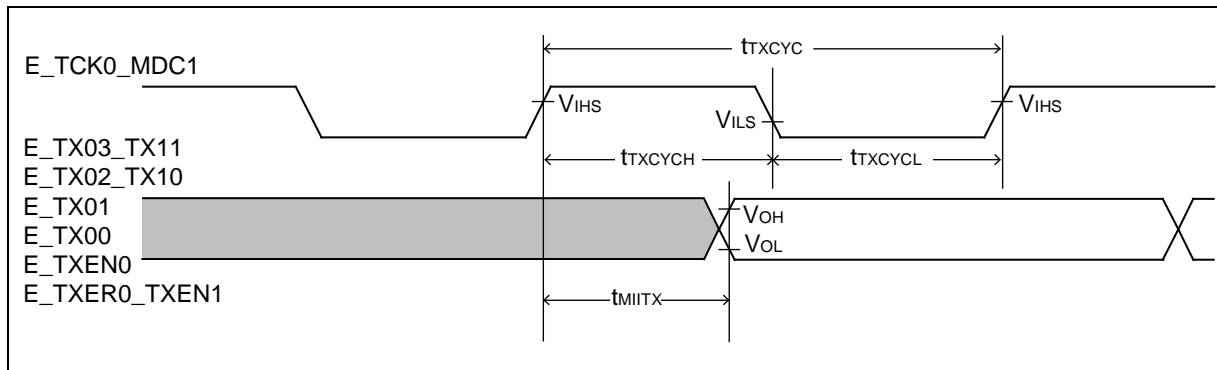 tTXCYC
E_TCK0_MDC1
VIHS
VILS
VIHS
E_TX03_TX11
tTXCYCH
tTXCYCL
E_TX02_TX10
E_TX01
VOH
E_TX00
VOL
E_TXEN0
E_TXER0_TXEN1
tMIITX